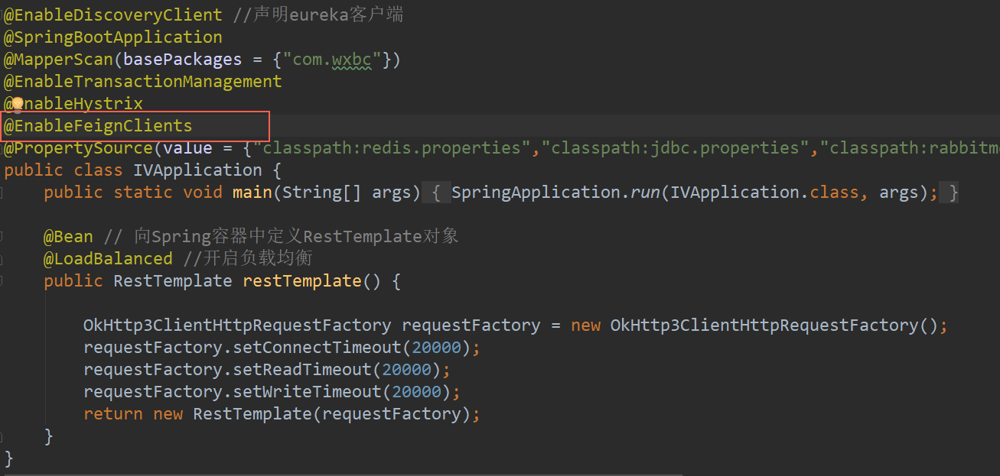 @EnableDiscoveryClient //声明eureka客户端
@SpringBootApplication
@MapperScan(basePackages = {"com.wxbc"})
@EnableTransactionManagement
@EnableHystrix
@EnableFeignClients
@PropertySource(value = {"classpath:redis.properties","classpath:jdbc.properties","classpath:rabbitm
public class IVApplication {
    public static void main(String[] args) { SpringApplication.run(IVApplication.class, args); }
    @Bean // 向Spring容器中定义RestTemplate对象
    @LoadBalanced //开启负载均衡
    public RestTemplate restTemplate() {
        OkHttp3ClientHttpRequestFactory requestFactory = new OkHttp3ClientHttpRequestFactory();
        requestFactory.setConnectTimeout(20000);
        requestFactory.setReadTimeout(20000);
        requestFactory.setWriteTimeout(20000);
        return new RestTemplate(requestFactory);
    }
}